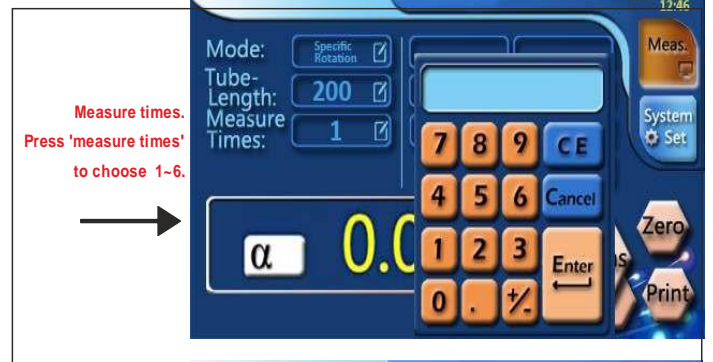 12:46
Mode: Specific Rotation
Meas.
Tube-
Length: 200
Measure
Times: 1
System
Set
Measure times.
Press 'measure times'
to choose 1~6.
7 8 9 CE
4 5 6 Cancel
1 2 3 Enter
0 . +/-
α 0.0
Zero
Print